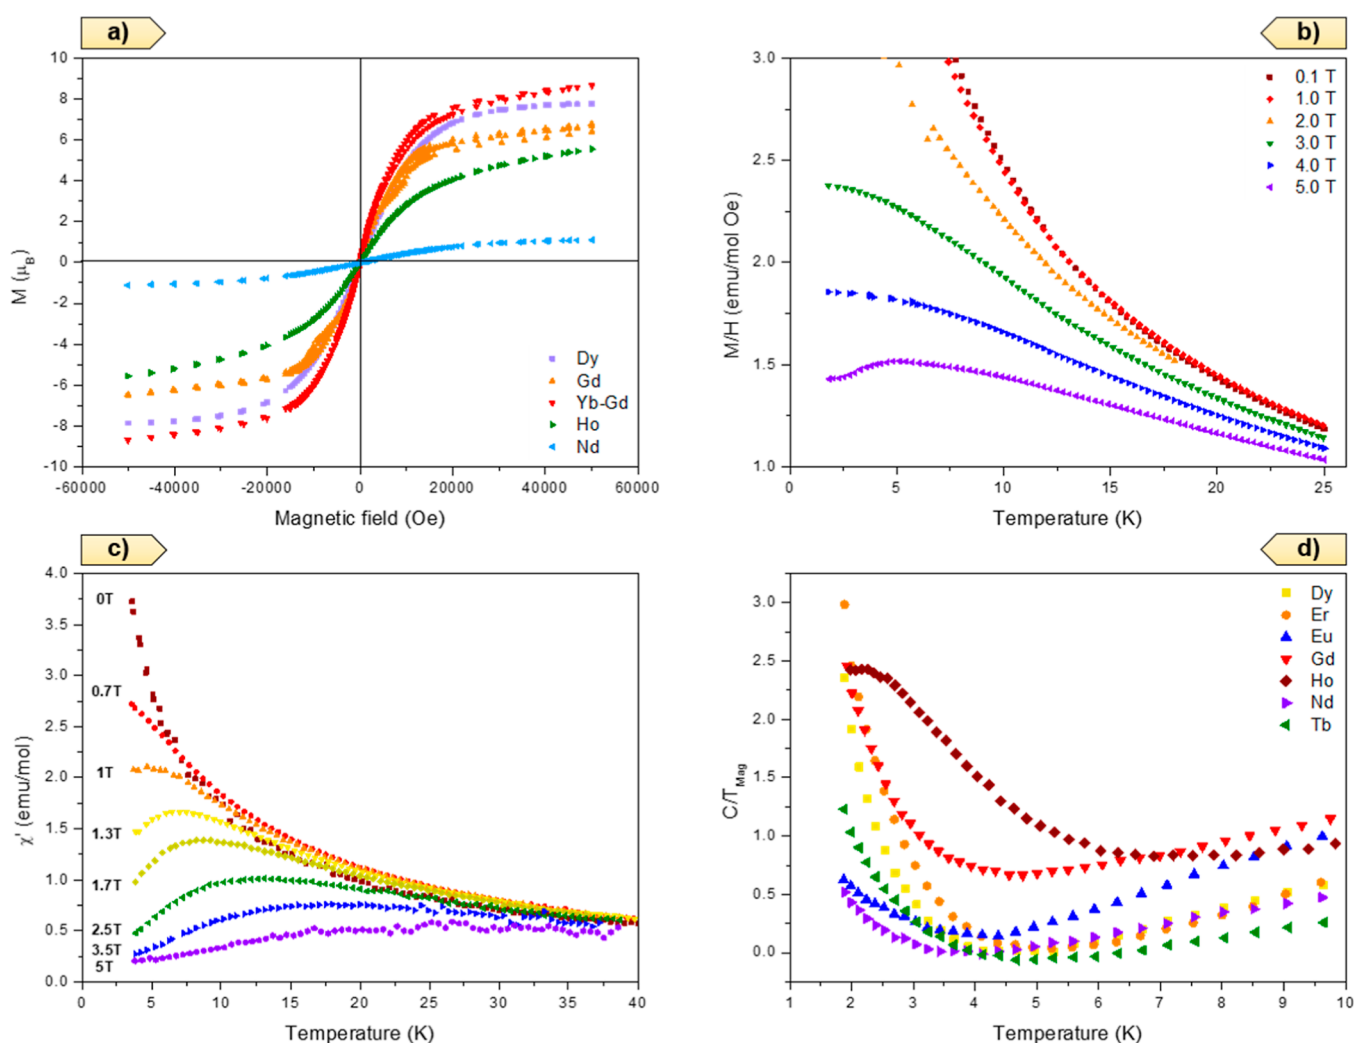 a)
10
8
6
4
2
0
-2
-4
-6
-8
-10
M (μB)
-60000 -40000 -20000 0 20000 40000 60000
Magnetic field (Oe)
Dy
Gd
Yb-Gd
Ho
Nd
b)
3.0
2.5
2.0
1.5
1.0
M/H (emu/mol Oe)
0 5 10 15 20 25
Temperature (K)
0.1 T
1.0 T
2.0 T
3.0 T
4.0 T
5.0 T
c)
4.0
3.5
3.0
2.5
2.0
1.5
1.0
0.5
0.0
χ' (emu/mol)
0T
0.7T
1T
1.3T
1.7T
2.5T
3.5T
5T
0 5 10 15 20 25 30 35 40
Temperature (K)
d)
3.0
2.5
2.0
1.5
1.0
0.5
0.0
C/TMag
1 2 3 4 5 6 7 8 9 10
Temperature (K)
Dy
Er
Eu
Gd
Ho
Nd
Tb